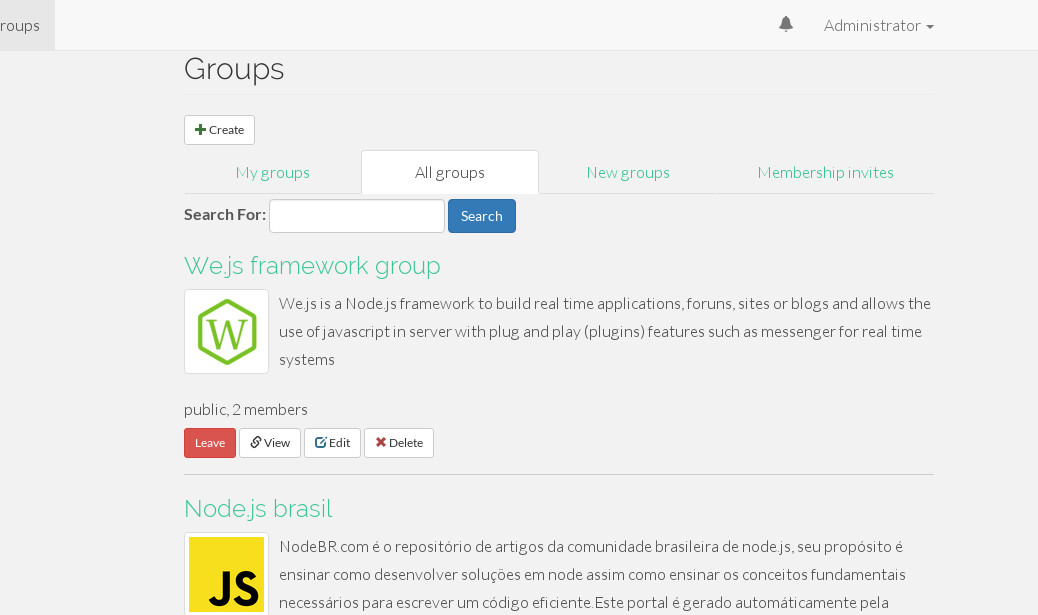 roups
Administrator
Groups
Create
My groups
All groups
New groups
Membership invites
Search For:
Search
We.js framework group
W
We.js is a Node.js framework to build real time applications, foruns, sites or blogs and allows the
use of javascript in server with plug and play (plugins) features such as messenger for real time
systems
public, 2 members
Leave
View
Edit
Delete
Node.js brasil
JS
NodeBR.com é o repositório de artigos da comunidade brasileira de node.js, seu propósito é
ensinar como desenvolver soluções em node assim como ensinar os conceitos fundamentais
necessários para escrever um código eficiente.Este portal é gerado automáticamente pela